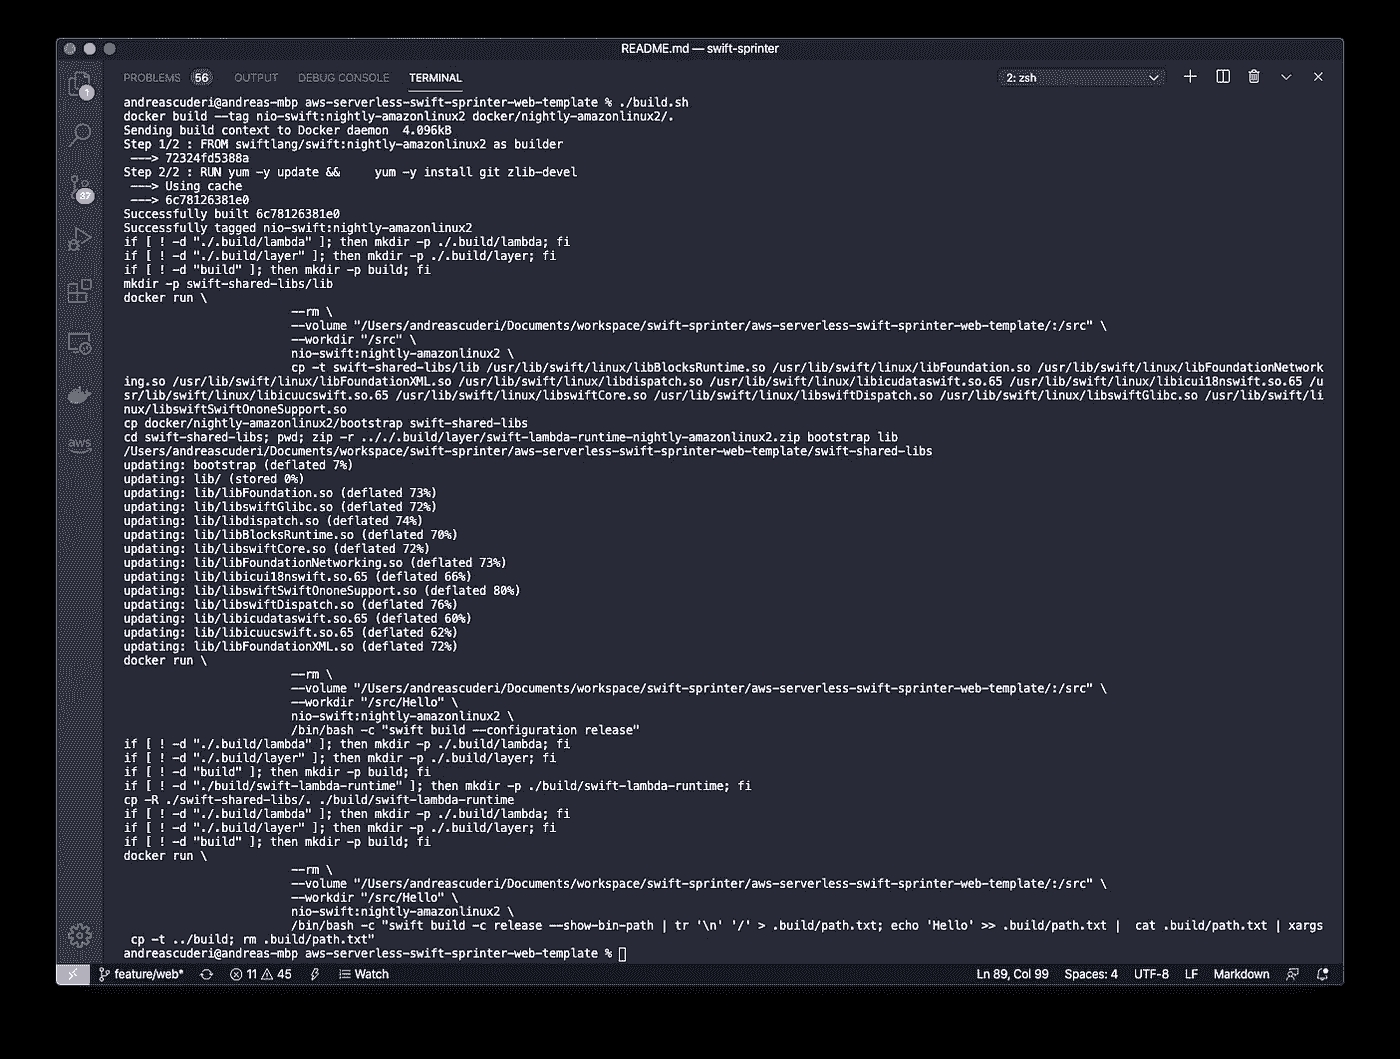 README.md — swift-sprinter
PROBLEMS 56 OUTPUT DEBUG CONSOLE TERMINAL 2: zsh
1
37
aws
andreascuderi@andreas-mbp aws-serverless-swift-sprinter-web-template % ./build.sh
docker build --tag nio-swift:nightly-amazonlinux2 docker/nightly-amazonlinux2/.
Sending build context to Docker daemon  4.096kB
Step 1/2 : FROM swiftlang/swift:nightly-amazonlinux2 as builder
 ---> 72324fd5388a
Step 2/2 : RUN yum -y update &&     yum -y install git zlib-devel
 ---> Using cache
 ---> 6c78126381e0
Successfully built 6c78126381e0
Successfully tagged nio-swift:nightly-amazonlinux2
if [ ! -d "./.build/lambda" ]; then mkdir -p ./.build/lambda; fi
if [ ! -d "./.build/layer" ]; then mkdir -p ./.build/layer; fi
if [ ! -d "build" ]; then mkdir -p build; fi
mkdir -p swift-shared-libs/lib
docker run \
--rm \
--volume "/Users/andreascuderi/Documents/workspace/swift-sprinter/aws-serverless-swift-sprinter-web-template/:/src" \
--workdir "/src" \
nio-swift:nightly-amazonlinux2 \
cp -t swift-shared-libs/lib /usr/lib/swift/linux/libBlocksRuntime.so /usr/lib/swift/linux/libFoundation.so /usr/lib/swift/linux/libFoundationNetwork
ing.so /usr/lib/swift/linux/libFoundationXML.so /usr/lib/swift/linux/libdispatch.so /usr/lib/swift/linux/libicudataswift.so.65 /usr/lib/swift/linux/libicui18nswift.so.65 /u
sr/lib/swift/linux/libicuucswift.so.65 /usr/lib/swift/linux/libswiftCore.so /usr/lib/swift/linux/libswiftDispatch.so /usr/lib/swift/linux/libswiftGlibc.so /usr/lib/swift/li
nux/libswiftSwiftOnoneSupport.so
cp docker/nightly-amazonlinux2/bootstrap swift-shared-libs
cd swift-shared-libs; pwd; zip -r .././.build/layer/swift-lambda-runtime-nightly-amazonlinux2.zip bootstrap lib
/Users/andreascuderi/Documents/workspace/swift-sprinter/aws-serverless-swift-sprinter-web-template/swift-shared-libs
updating: bootstrap (deflated 7%)
updating: lib/ (stored 0%)
updating: lib/libFoundation.so (deflated 73%)
updating: lib/libswiftGlibc.so (deflated 72%)
updating: lib/libdispatch.so (deflated 74%)
updating: lib/libBlocksRuntime.so (deflated 70%)
updating: lib/libswiftCore.so (deflated 72%)
updating: lib/libFoundationNetworking.so (deflated 73%)
updating: lib/libicui18nswift.so.65 (deflated 66%)
updating: lib/libswiftSwiftOnoneSupport.so (deflated 80%)
updating: lib/libswiftDispatch.so (deflated 76%)
updating: lib/libicudataswift.so.65 (deflated 60%)
updating: lib/libicuucswift.so.65 (deflated 62%)
updating: lib/libFoundationXML.so (deflated 72%)
docker run \
--rm \
--volume "/Users/andreascuderi/Documents/workspace/swift-sprinter/aws-serverless-swift-sprinter-web-template/:/src" \
--workdir "/src/Hello" \
nio-swift:nightly-amazonlinux2 \
/bin/bash -c "swift build --configuration release"
if [ ! -d "./.build/lambda" ]; then mkdir -p ./.build/lambda; fi
if [ ! -d "./.build/layer" ]; then mkdir -p ./.build/layer; fi
if [ ! -d "build" ]; then mkdir -p build; fi
if [ ! -d "./build/swift-lambda-runtime" ]; then mkdir -p ./build/swift-lambda-runtime; fi
cp -R ./swift-shared-libs/. ./build/swift-lambda-runtime
if [ ! -d "./.build/lambda" ]; then mkdir -p ./.build/lambda; fi
if [ ! -d "./.build/layer" ]; then mkdir -p ./.build/layer; fi
if [ ! -d "build" ]; then mkdir -p build; fi
docker run \
--rm \
--volume "/Users/andreascuderi/Documents/workspace/swift-sprinter/aws-serverless-swift-sprinter-web-template/:/src" \
--workdir "/src/Hello" \
nio-swift:nightly-amazonlinux2 \
/bin/bash -c "swift build -c release --show-bin-path | tr '\n' '/' > .build/path.txt; echo 'Hello' >> .build/path.txt |  cat .build/path.txt | xargs
 cp -t ../build; rm .build/path.txt"
andreascuderi@andreas-mbp aws-serverless-swift-sprinter-web-template %
feature/web* 11 45 Watch Ln 89, Col 99 Spaces: 4 UTF-8 LF Markdown